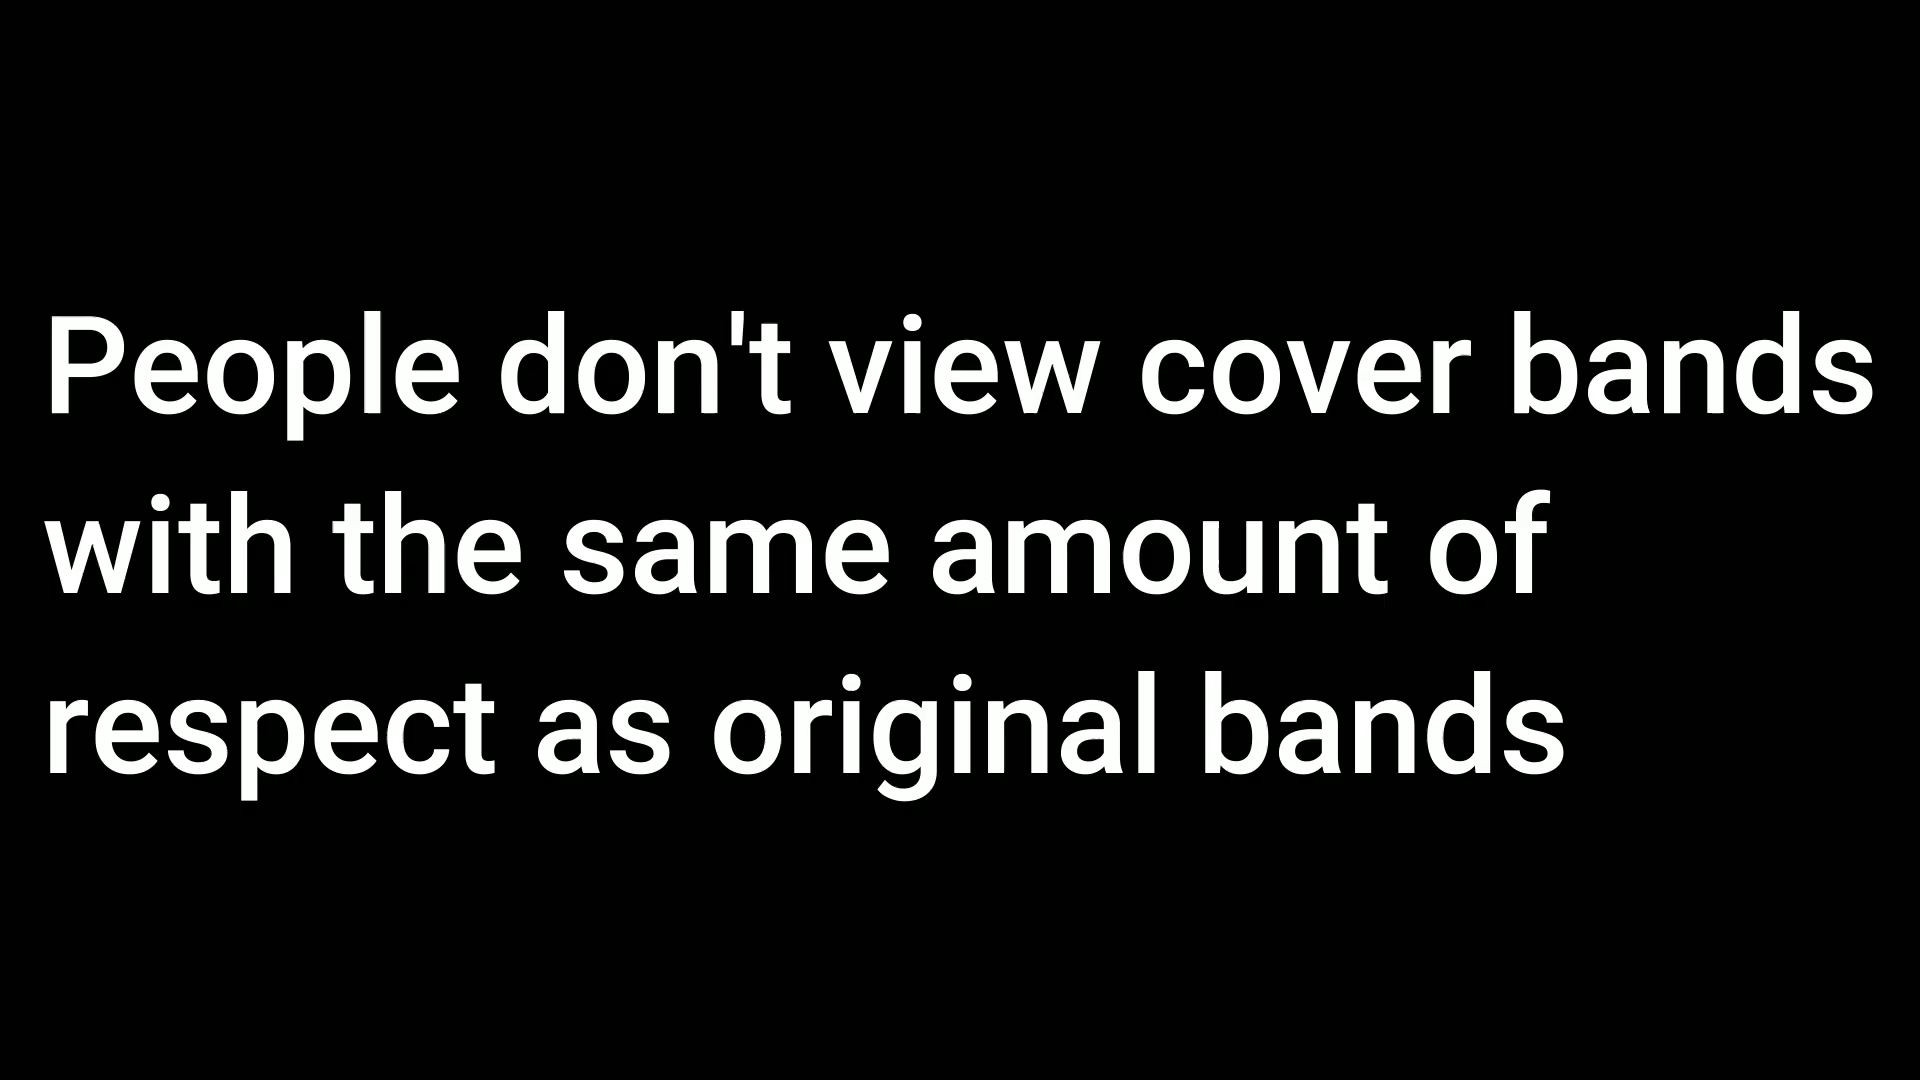 People don't view cover bands
with the same amount of
respect as original bands